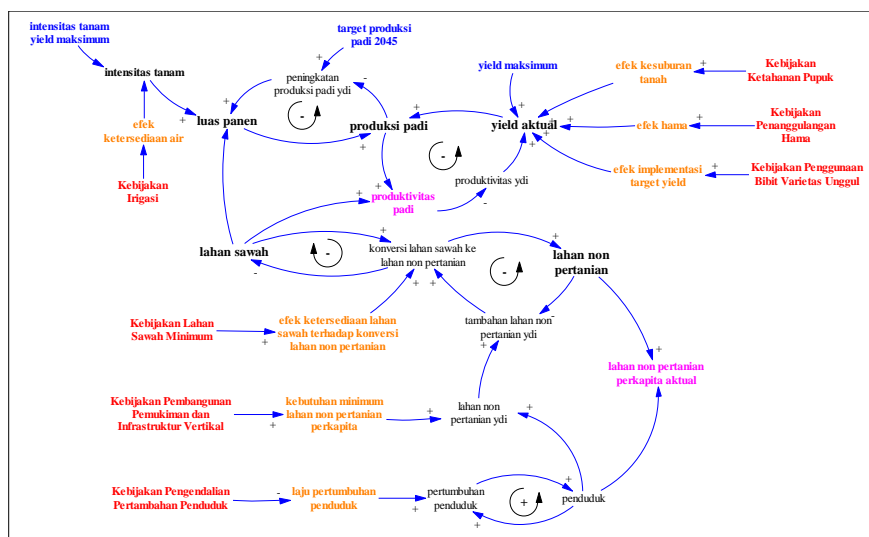 intensitas tanam
yield maksimum
target produksi
padi 2045
intensitas tanam
peningkatan
produksi padi ydi
yield maksimum
efek kesuburan
tanah
Kebijakan
Ketahanan Pupuk
efek
ketersediaan air
luas panen
produksi padi
yield aktual
efek hama
Kebijakan
Penanggulangan
Hama
Kebijakan
Irigasi
produktivitas
padi
produktivitas ydi
efek implementasi
target yield
Kebijakan Penggunaan
Bibit Varietas Unggul
lahan sawah
konversi lahan sawah ke
lahan non pertanian
lahan non
pertanian
Kebijakan Lahan
Sawah Minimum
efek ketersediaan lahan
sawah terhadap konversi
lahan non pertanian
tambahan lahan non
pertanian ydi
lahan non pertanian
perkapita aktual
Kebijakan Pembangunan
Pemukiman dan
Infrastruktur Vertikal
kebutuhan minimum
lahan non pertanian
perkapita
lahan non
pertanian ydi
Kebijakan Pengendalian
Pertambahan Penduduk
laju pertumbuhan
penduduk
pertumbuhan
penduduk
penduduk